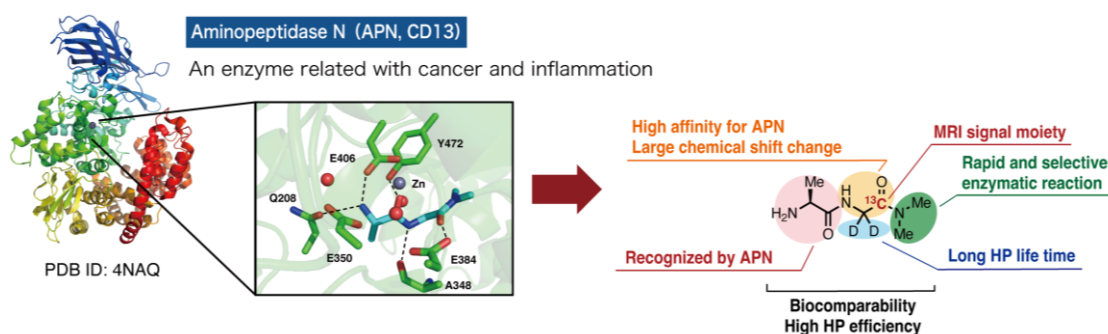 Aminopeptidase N (APN, CD13)
An enzyme related with cancer and inflammation
Y472
E406
Zn
Q208
E350
E384
A348
PDB ID: 4NAQ
High affinity for APN
Large chemical shift change
MRI signal moiety
Rapid and selective
enzymatic reaction
Me
H
N
O
13C
Me
H2N
N
O
D D
Me
Recognized by APN
Long HP life time
Biocomparability
High HP efficiency